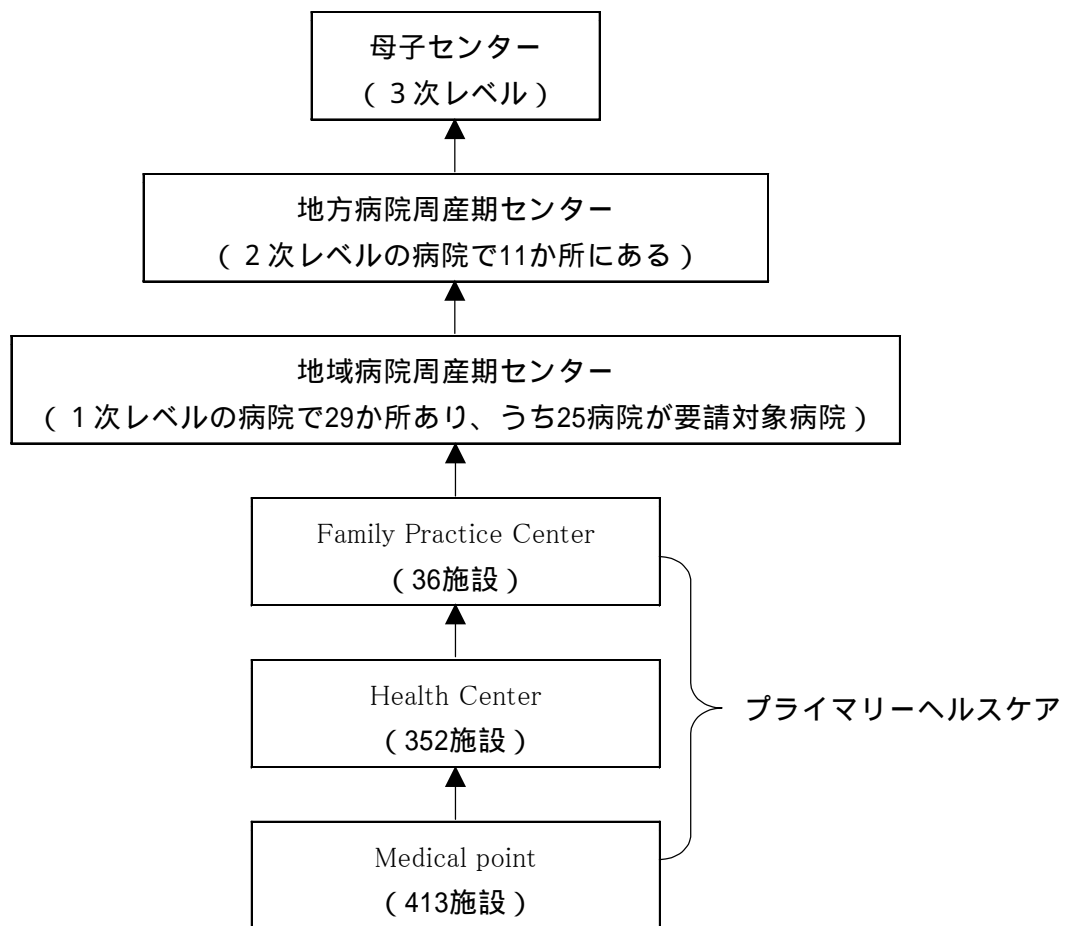 母子センター
(3次レベル)
地方病院周産期センター
(2次レベルの病院で11か所にある)
地域病院周産期センター
(1次レベルの病院で29か所あり、うち25病院が要請対象病院)
Family Practice Center
(36施設)
Health Center
(352施設)
プライマリーヘルスケア
Medical point
(413施設)